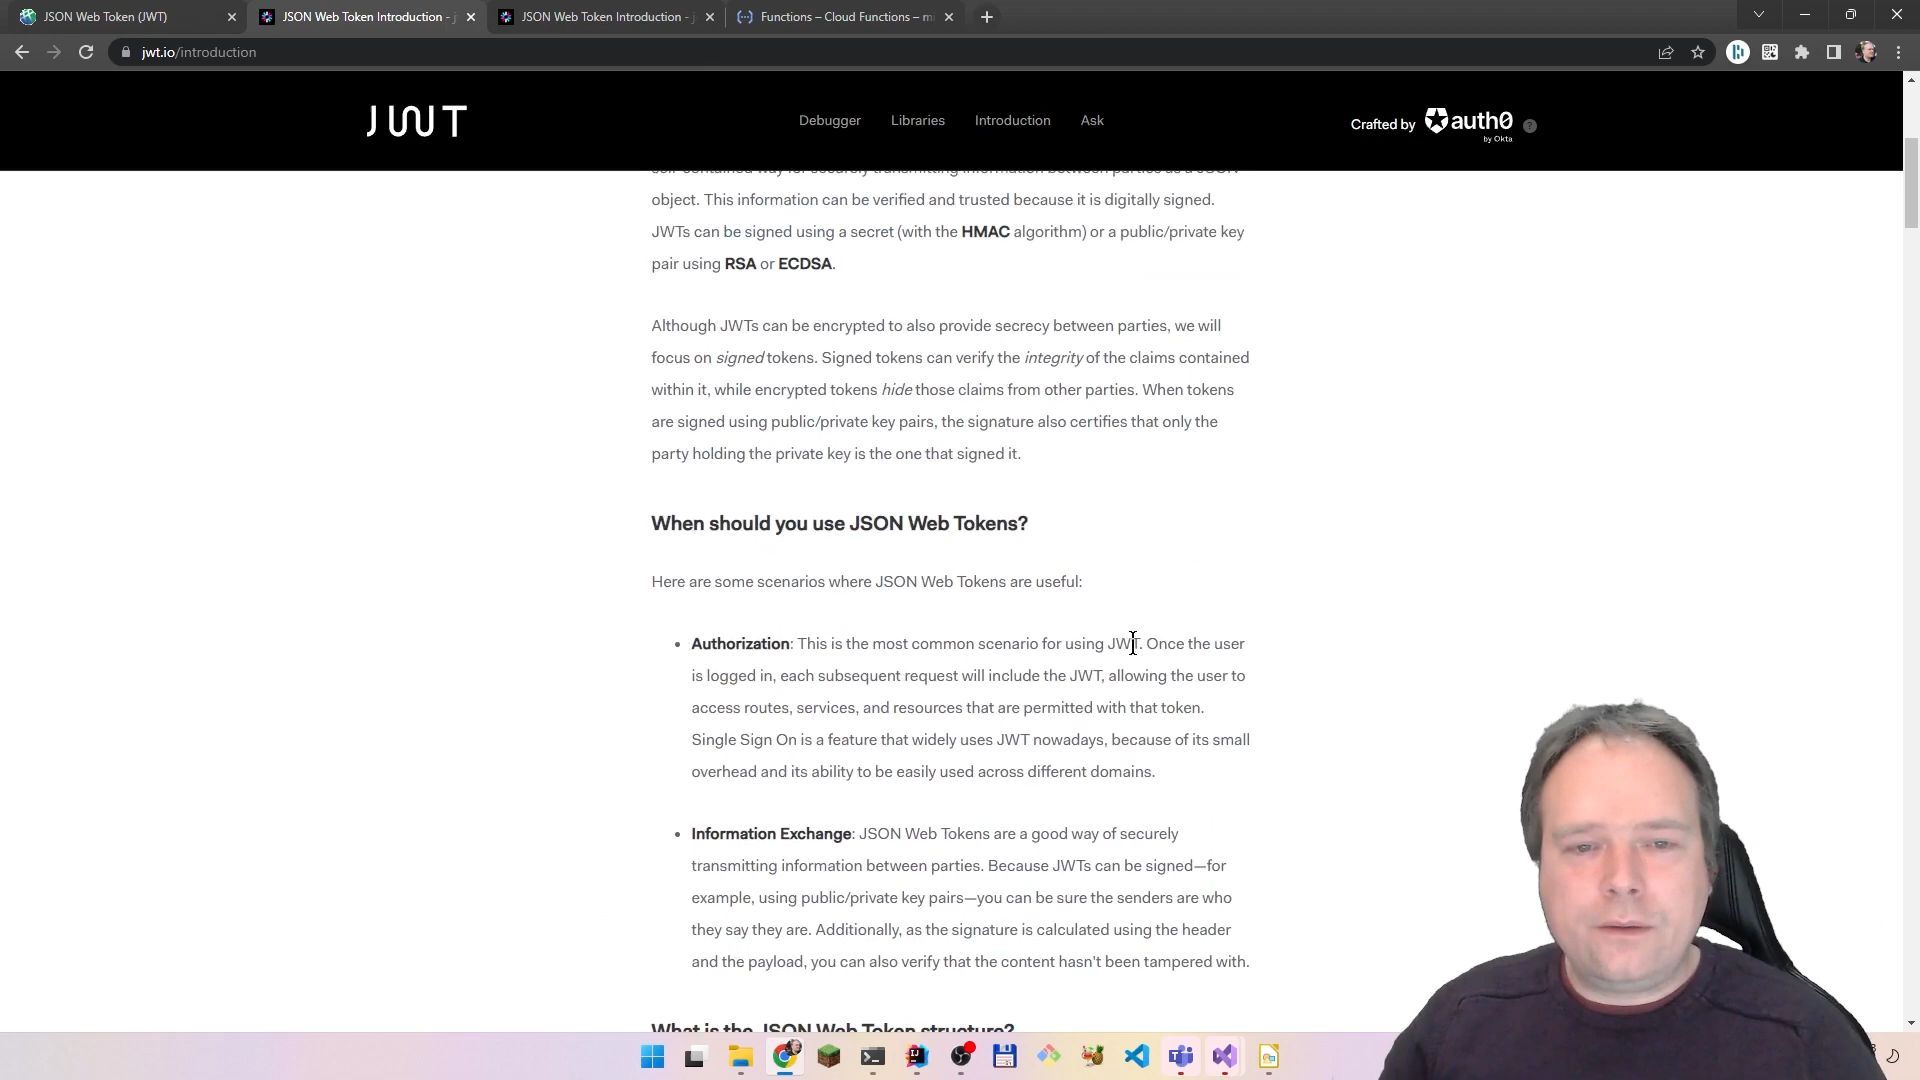 JSON Web Token (JWT)
JSON Web Token Introduction - j
JSON Web Token Introduction - j
Functions – Cloud Functions – m
jwt.io/introduction
JWT
Debugger
Libraries
Introduction
Ask
Crafted by auth0
by Okta
?
self-contained way for securely transmitting information between parties as a JSON
object. This information can be verified and trusted because it is digitally signed.
JWTs can be signed using a secret (with the HMAC algorithm) or a public/private key
pair using RSA or ECDSA.
Although JWTs can be encrypted to also provide secrecy between parties, we will
focus on signed tokens. Signed tokens can verify the integrity of the claims contained
within it, while encrypted tokens hide those claims from other parties. When tokens
are signed using public/private key pairs, the signature also certifies that only the
party holding the private key is the one that signed it.
When should you use JSON Web Tokens?
Here are some scenarios where JSON Web Tokens are useful:
Authorization: This is the most common scenario for using JWT. Once the user
is logged in, each subsequent request will include the JWT, allowing the user to
access routes, services, and resources that are permitted with that token.
Single Sign On is a feature that widely uses JWT nowadays, because of its small
overhead and its ability to be easily used across different domains.
Information Exchange: JSON Web Tokens are a good way of securely
transmitting information between parties. Because JWTs can be signed—for
example, using public/private key pairs—you can be sure the senders are who
they say they are. Additionally, as the signature is calculated using the header
and the payload, you can also verify that the content hasn't been tampered with.
What is the JSON Web Token structure?